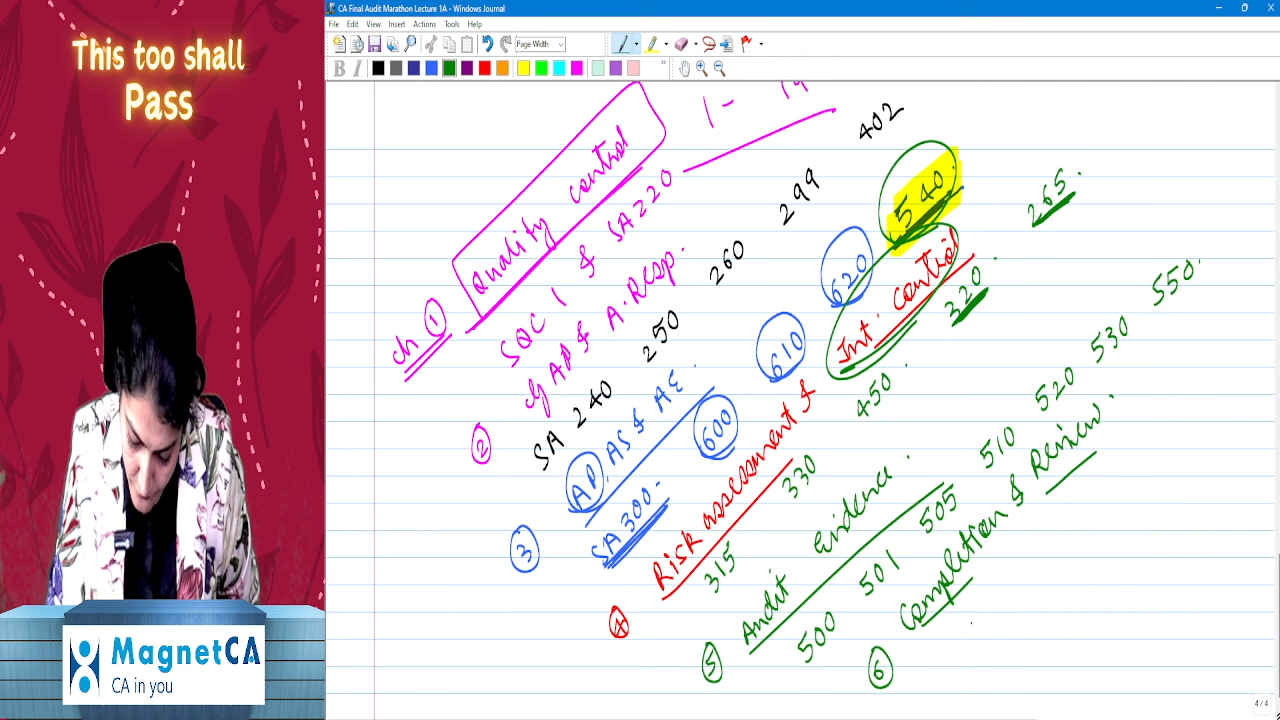 This too shall
Pass
MagnetCA
CA in you
CA Final Audit Marathon Lecture 1A - Windows Journal
File Edit View Insert Actions Tools Help
Page Width
B I
1 -
ch ① Quality control
SQC 1 & SA220
② AP & A. Resp.
SA 240 250 260 299 402
③ AP. AS & AE.
SA 300- 600 610 620 540.
④ Risk assessment & Int. control
315 330 450. 320. 265.
⑤ Audit Evidence.
500 501 505 510 520 530 550.
⑥ Completion & Review.
4 / 4